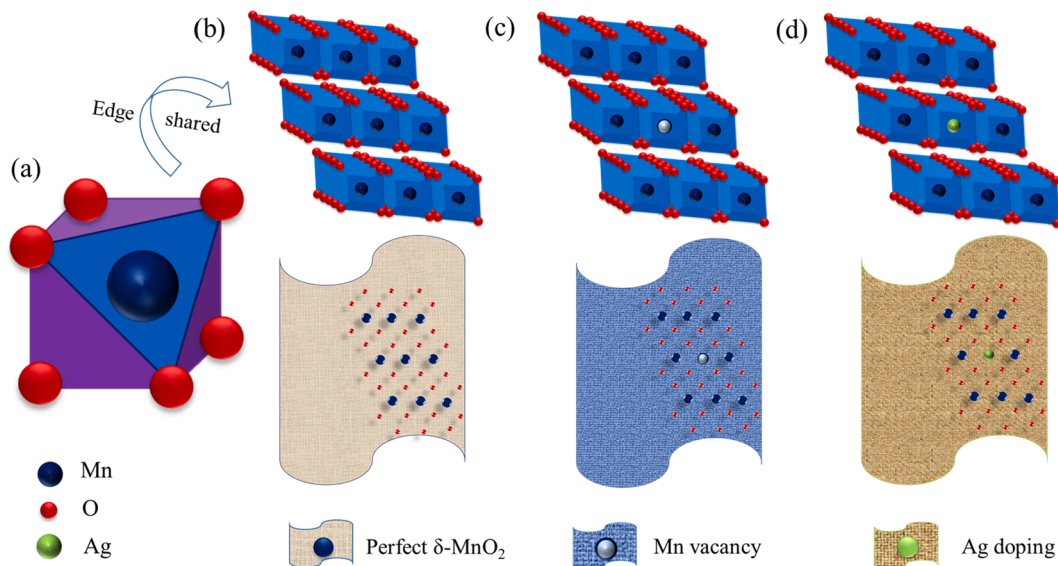 (b)
(c)
(d)
Edge
shared
(a)
Mn
O
Ag
Perfect δ-MnO₂
Mn vacancy
Ag doping